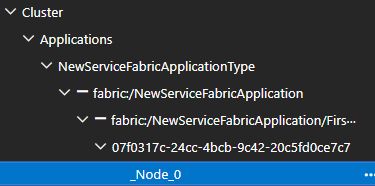 Cluster
Applications
NewServiceFabricApplicationType
fabric:/NewServiceFabricApplication
fabric:/NewServiceFabricApplication/Firs···
07f0317c-24cc-4bcb-9c42-20c5fd0ce7c7
_Node_0